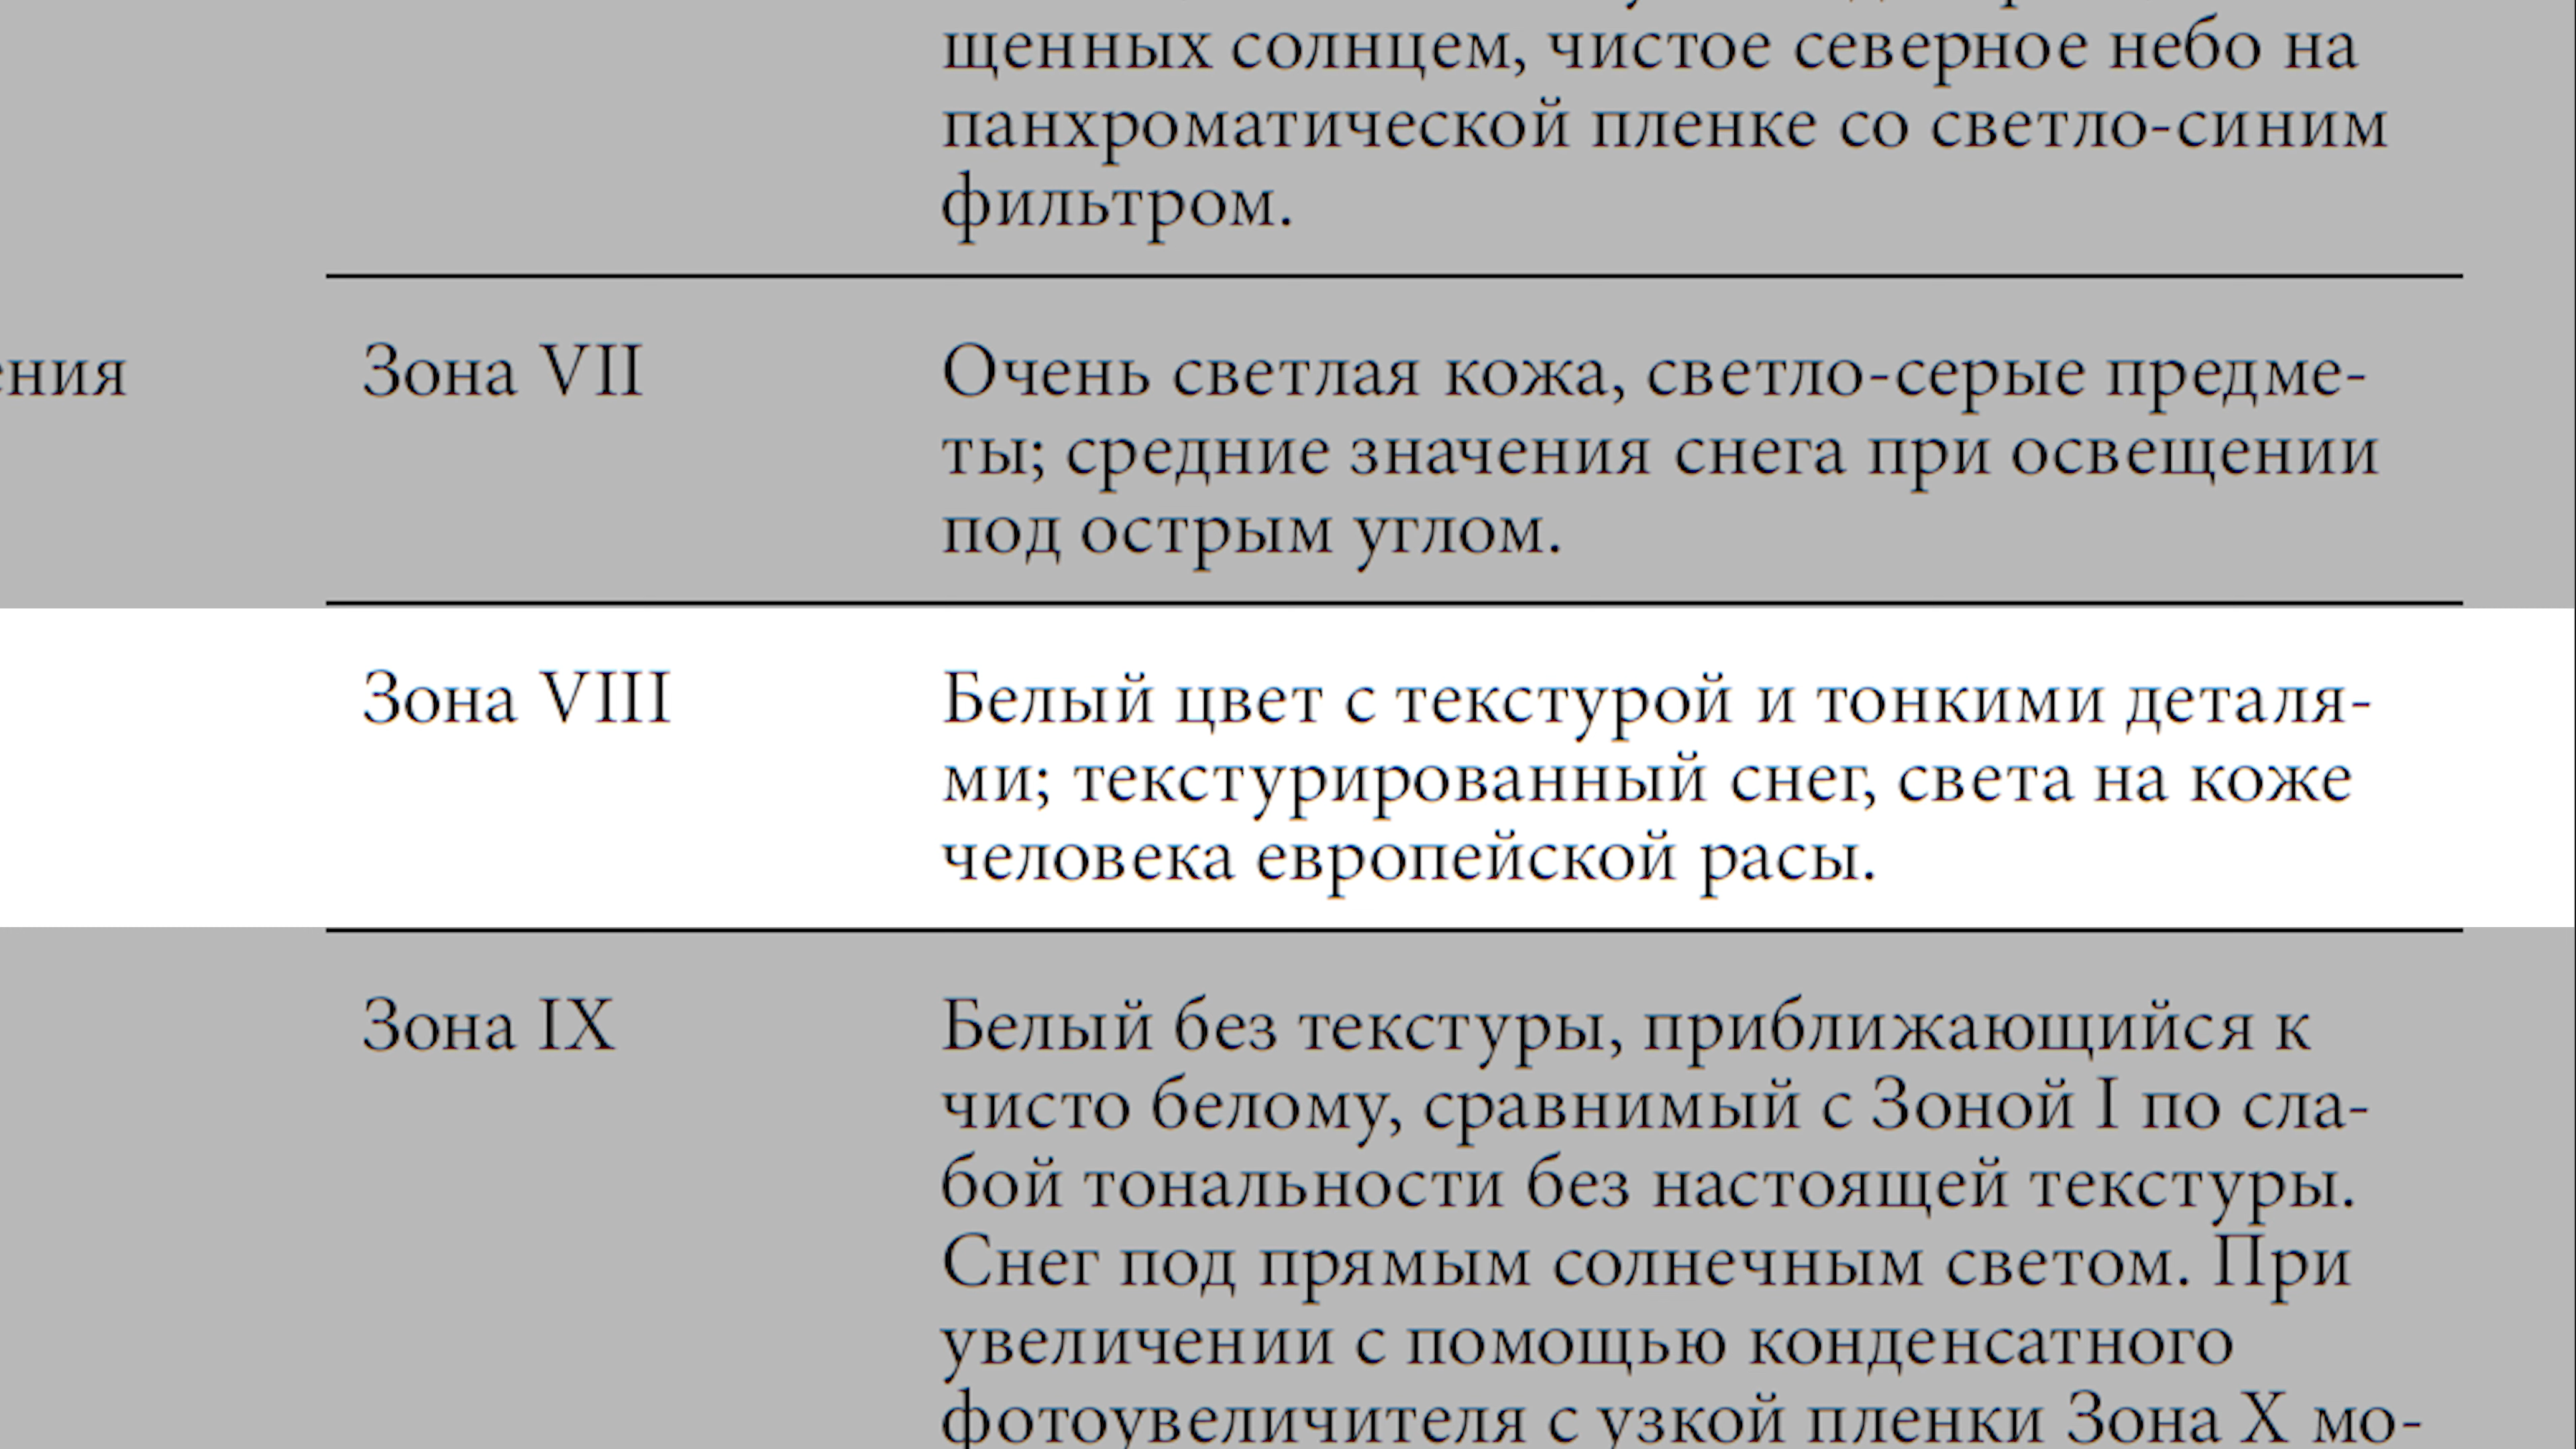 щенных солнцем, чистое северное небо на
панхроматической пленке со светло-синим
фильтром.
ения Зона VII Очень светлая кожа, светло-серые предме-
ты; средние значения снега при освещении
под острым углом.
Зона VIII Белый цвет с текстурой и тонкими деталя-
ми; текстурированный снег, света на коже
человека европейской расы.
Зона IX Белый без текстуры, приближающийся к
чисто белому, сравнимый с Зоной I по сла-
бой тональности без настоящей текстуры.
Снег под прямым солнечным светом. При
увеличении с помощью конденсатного
фотоувеличителя с узкой пленки Зона X мо-